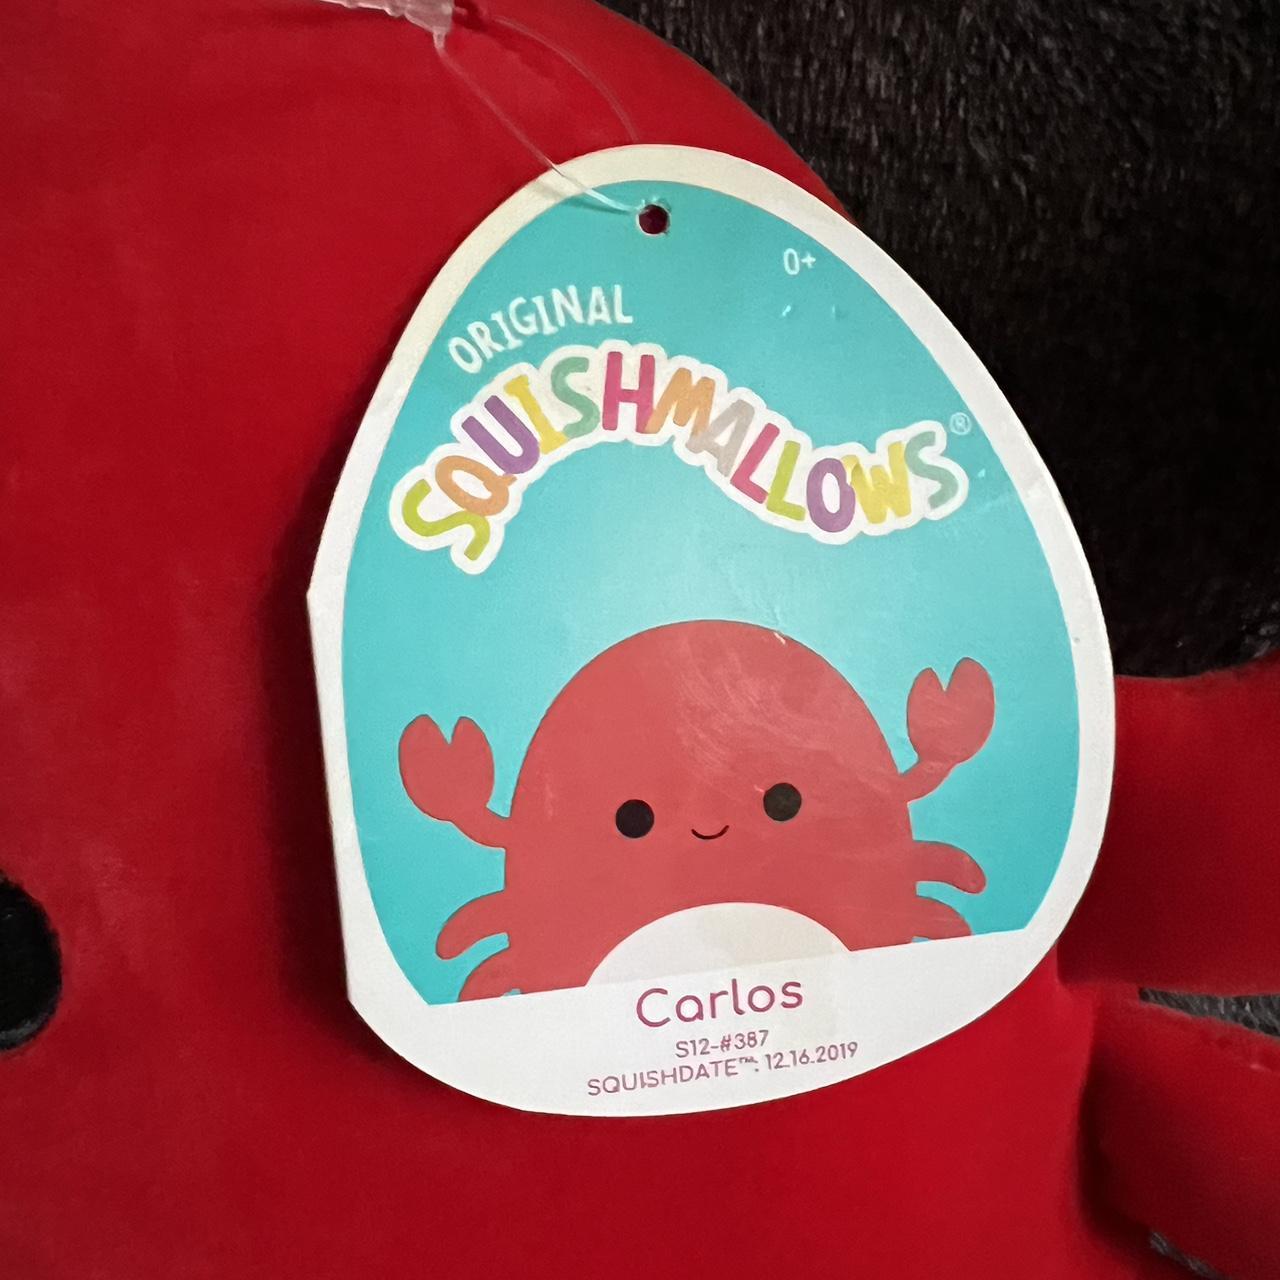 0+
ORIGINAL
SQUISHMALLOWS®
Carlos
S12-#387
SQUISHDATE™: 12.16.2019